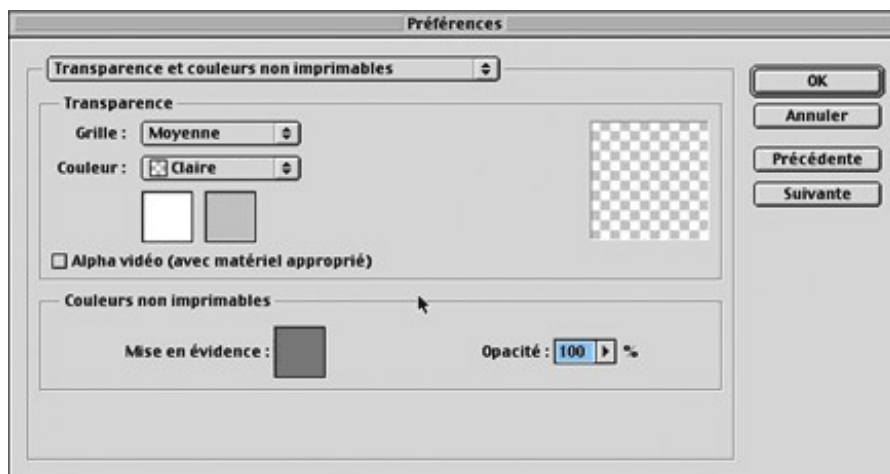 Préférences
Transparence et couleurs non imprimables
Transparence
Grille : Moyenne
Couleur : Claire
Alpha vidéo (avec matériel approprié)
Couleurs non imprimables
Mise en évidence :
Opacité : 100 %
OK
Annuler
Précédente
Suivante